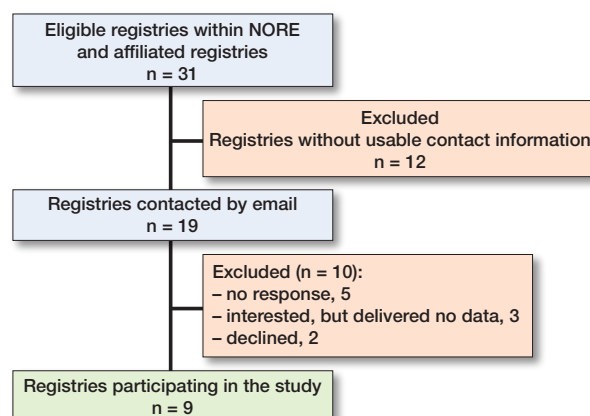 Eligible registries within NORE
and affiliated registries
n = 31
Excluded
Registries without usable contact information
n = 12
Registries contacted by email
n = 19
Excluded (n = 10):
– no response, 5
– interested, but delivered no data, 3
– declined, 2
Registries participating in the study
n = 9